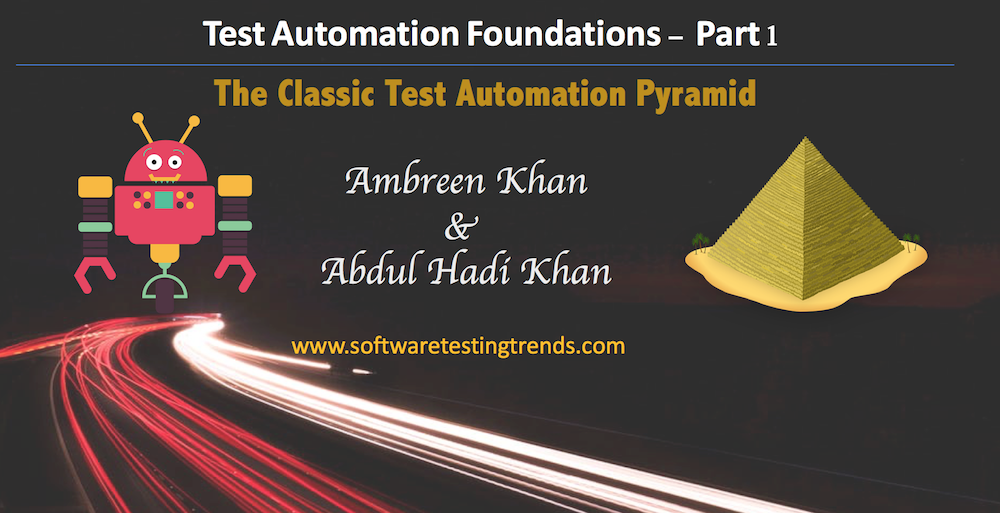 Test Automation Foundations – Part 1
The Classic Test Automation Pyramid
Ambreen Khan
&
Abdul Hadi Khan
www.softwaretestingtrends.com